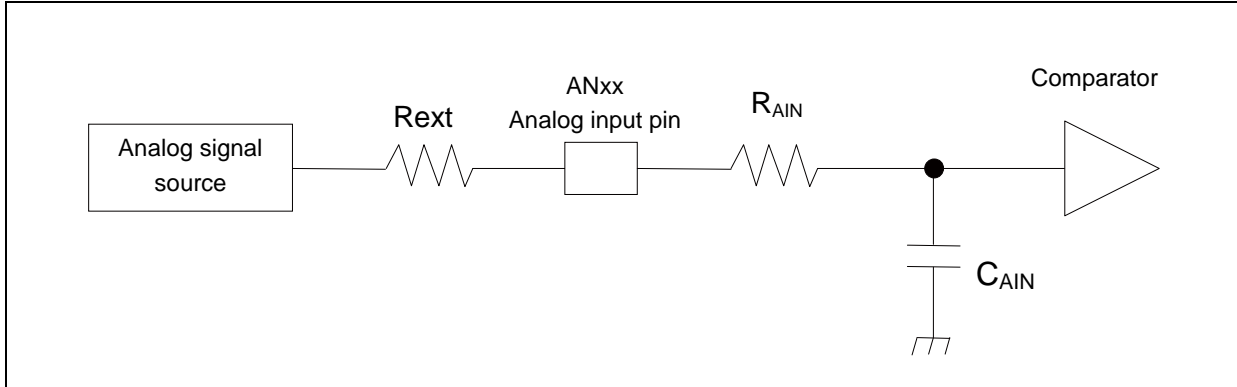 Analog signal
source
Rext
ANxx
Analog input pin
RAIN
Comparator
CAIN